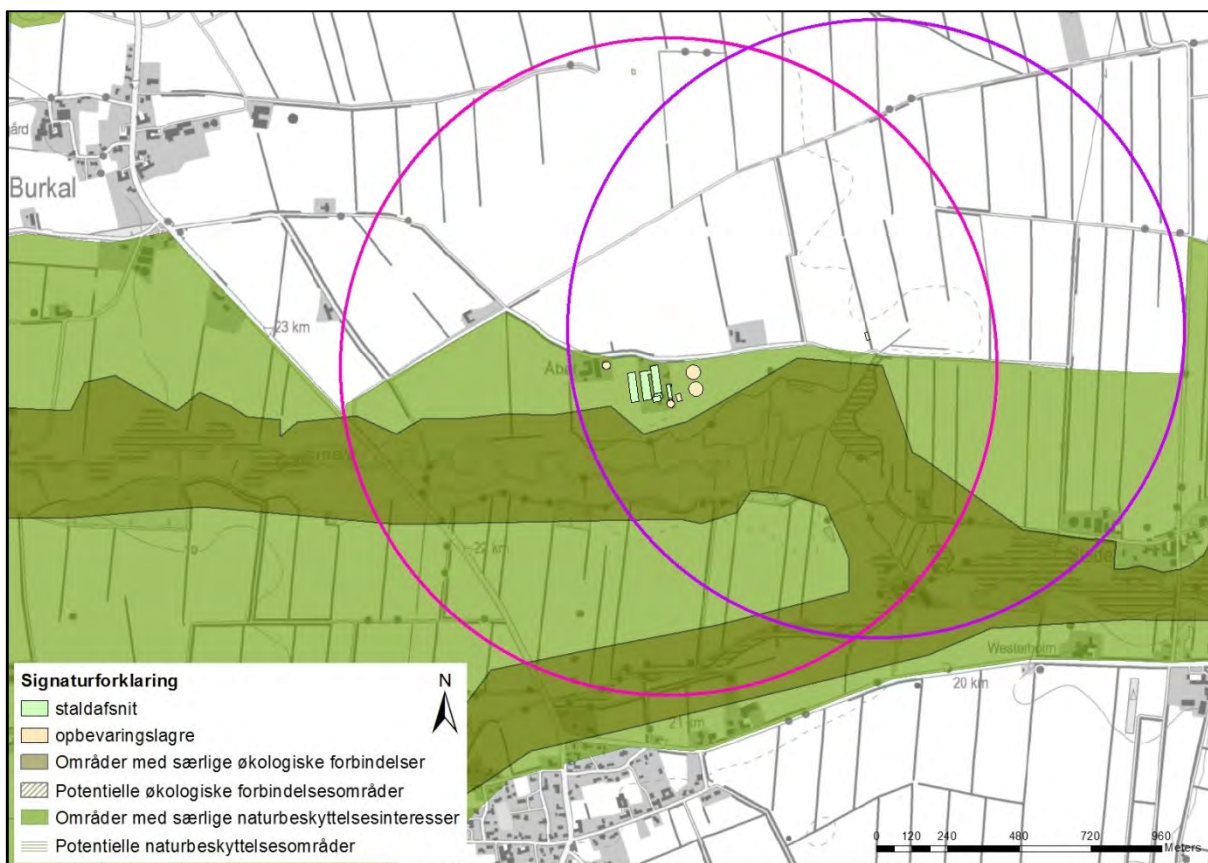 gård
Burkal
23 km
22 km
Westerholm
20 km
21 km
Signaturforklaring
N
staldafsnit
opbevaringslagre
Områder med særlige økologiske forbindelser
Potentielle økologiske forbindelsesområder
Områder med særlige naturbeskyttelsesinteresser
Potentielle naturbeskyttelsesområder
0 120 240 480 720 960
Meters